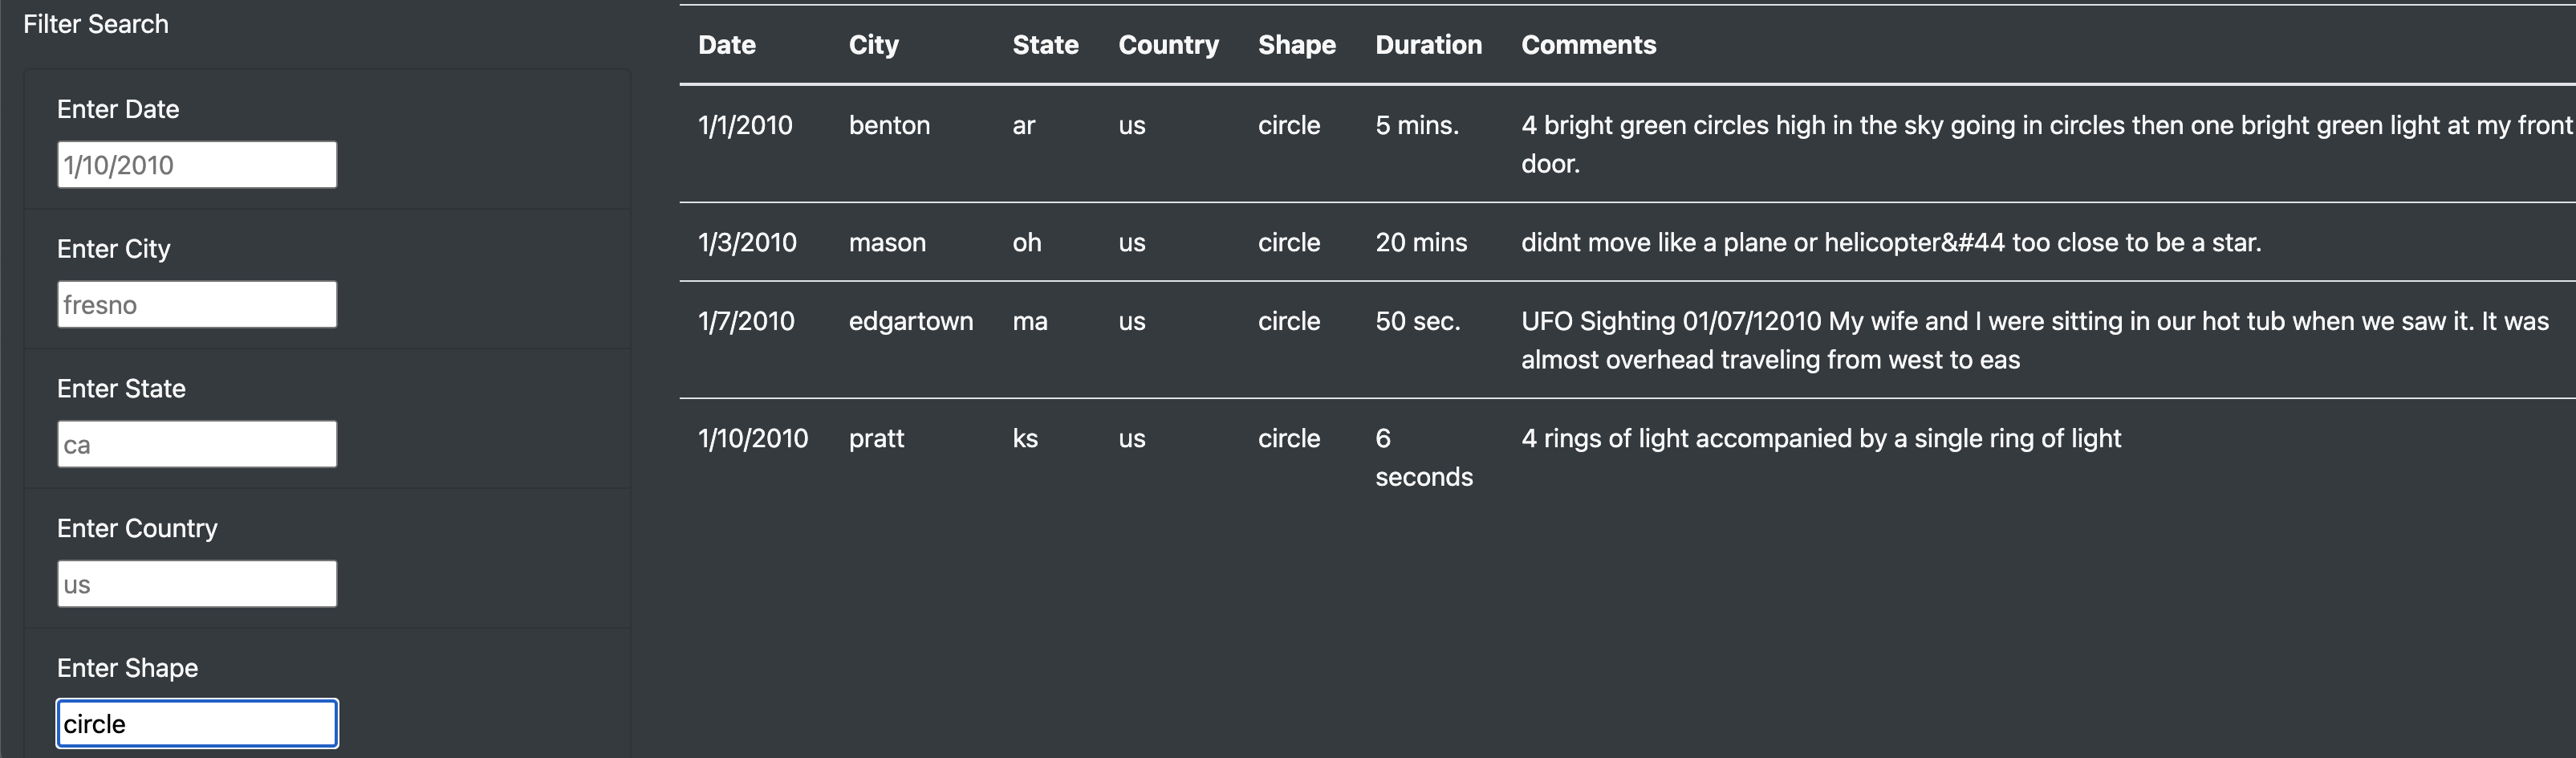 Filter Search
Enter Date
1/10/2010
Enter City
fresno
Enter State
ca
Enter Country
us
Enter Shape
circle
Date City State Country Shape Duration Comments
1/1/2010 benton ar us circle 5 mins. 4 bright green circles high in the sky going in circles then one bright green light at my front
door.
1/3/2010 mason oh us circle 20 mins didnt move like a plane or helicopter&#44 too close to be a star.
1/7/2010 edgartown ma us circle 50 sec. UFO Sighting 01/07/12010 My wife and I were sitting in our hot tub when we saw it. It was
almost overhead traveling from west to eas
1/10/2010 pratt ks us circle 6 4 rings of light accompanied by a single ring of light
seconds